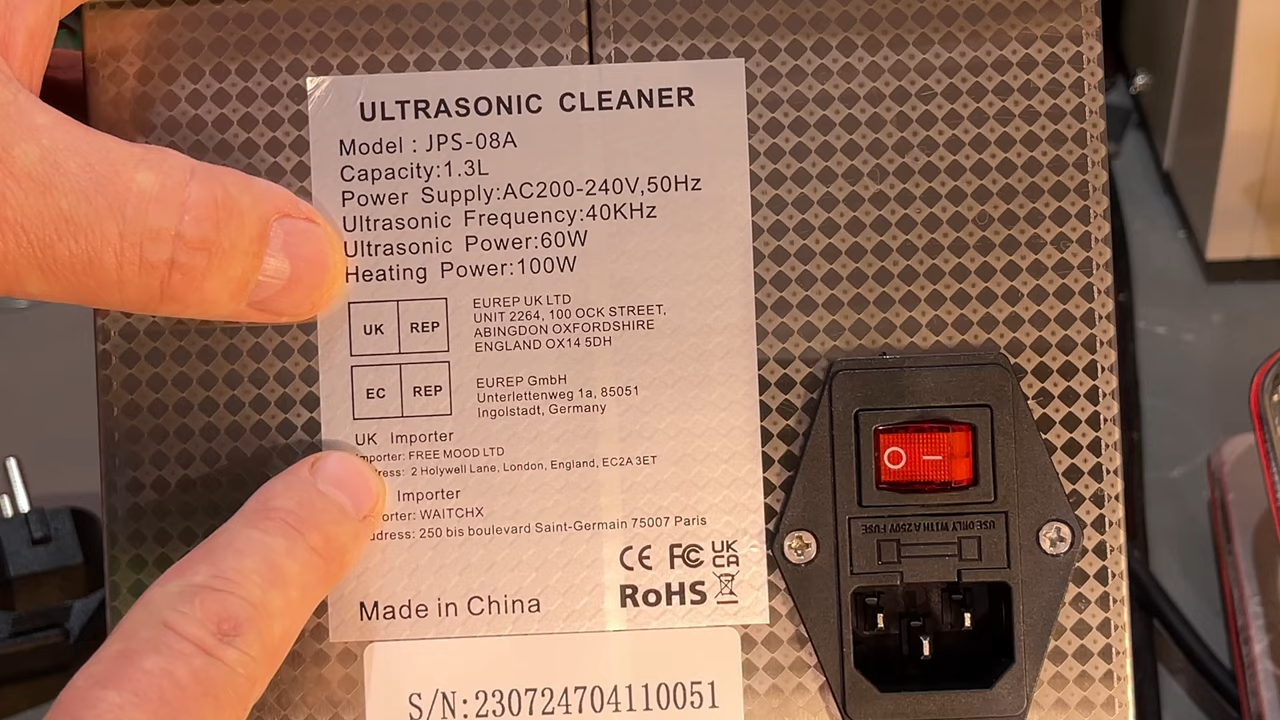 ULTRASONIC CLEANER
Model : JPS-08A
Capacity:1.3L
Power Supply:AC200-240V,50Hz
Ultrasonic Frequency:40KHz
Ultrasonic Power:60W
Heating Power:100W
UK REP
EUREP UK LTD
UNIT 2264, 100 OCK STREET,
ABINGDON OXFORDSHIRE
ENGLAND OX14 5DH
EC REP
EUREP GmbH
Unterlettenweg 1a, 85051
Ingolstadt, Germany
UK Importer
Importer: FREE MOOD LTD
2 Holywell Lane, London, England, EC2A 3ET
Importer
WAITCHX
250 bis boulevard Saint-Germain 75007 Paris
CE FC UK CA
RoHS
Made in China
S/N:230724704110051
O –
USE ONLY WITH A 250V FUSE